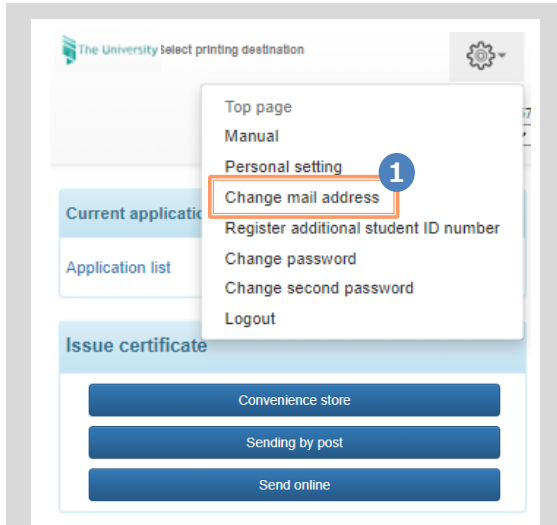 The University Select printing destination
Top page
Manual
Personal setting
1
Change mail address
Current applicatio
Register additional student ID number
Application list
Change password
Change second password
Logout
Issue certificate
Convenience store
Sending by post
Send online